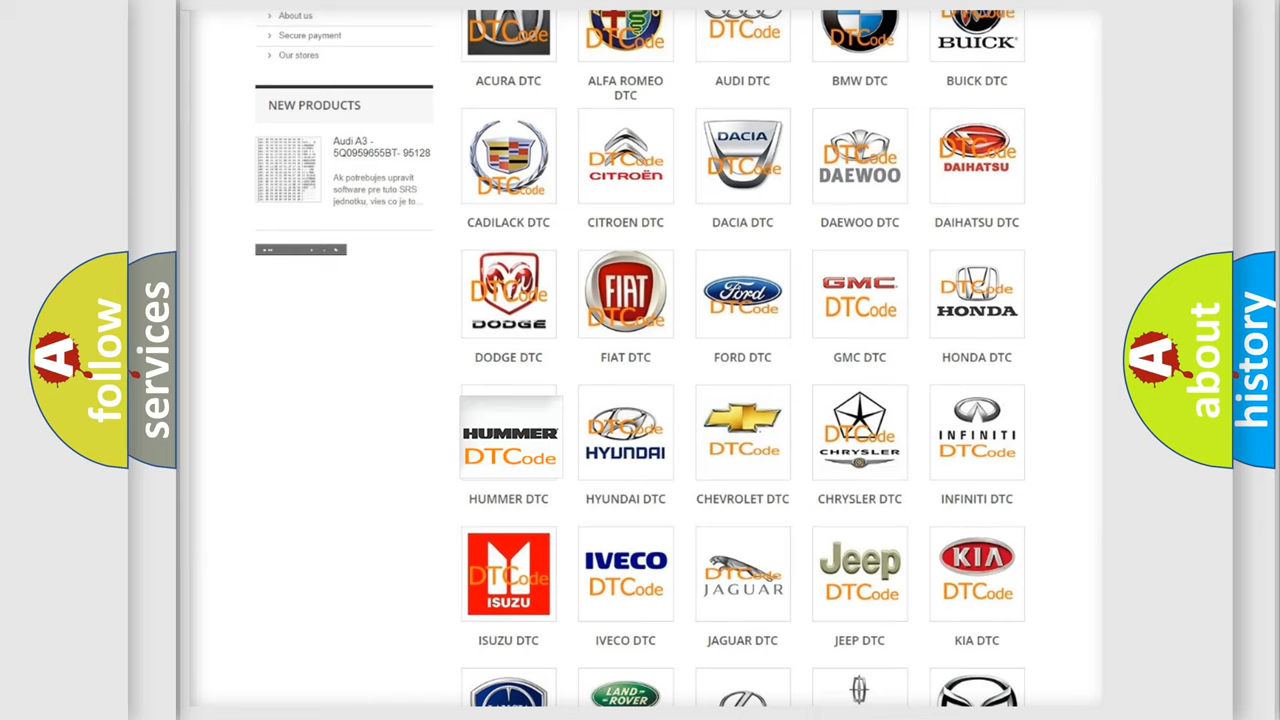 About us
Secure payment
Our stores
NEW PRODUCTS
Audi A3 -
5Q0959655BT- 95128
Ak potrebujes upravit
software pre tuto SRS
jednotku, vies co je to...
DTCode
DTCode
DTCode
DTCode
DTCode
BUICK
ACURA DTC
ALFA ROMEO
DTC
AUDI DTC
BMW DTC
BUICK DTC
DTCode
DTCode
CITROËN
DACIA
DTCode
DTCode
DAEWOO
DTCode
DAIHATSU
CADILACK DTC
CITROEN DTC
DACIA DTC
DAEWOO DTC
DAIHATSU DTC
DTCode
DODGE
FIAT
DTCode
Ford
DTCode
GMC
DTCode
DTCode
HONDA
DODGE DTC
FIAT DTC
FORD DTC
GMC DTC
HONDA DTC
HUMMER
DTCode
DTCode
HYUNDAI
DTCode
DTCode
CHRYSLER
INFINITI
DTCode
HUMMER DTC
HYUNDAI DTC
CHEVROLET DTC
CHRYSLER DTC
INFINITI DTC
DTCode
ISUZU
IVECO
DTCode
DTCode
JAGUAR
Jeep
DTCode
KIA
DTCode
ISUZU DTC
IVECO DTC
JAGUAR DTC
JEEP DTC
KIA DTC
LAND-
ROVER
A follow
services
A about
history